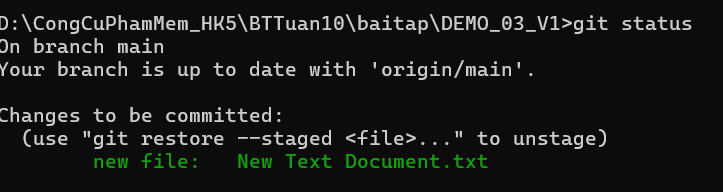 D:\CongCuPhamMem_HK5\BTTuan10\baitap\DEMO_03_V1>git status
On branch main
Your branch is up to date with 'origin/main'.

Changes to be committed:
  (use "git restore --staged <file>..." to unstage)
        new file:   New Text Document.txt